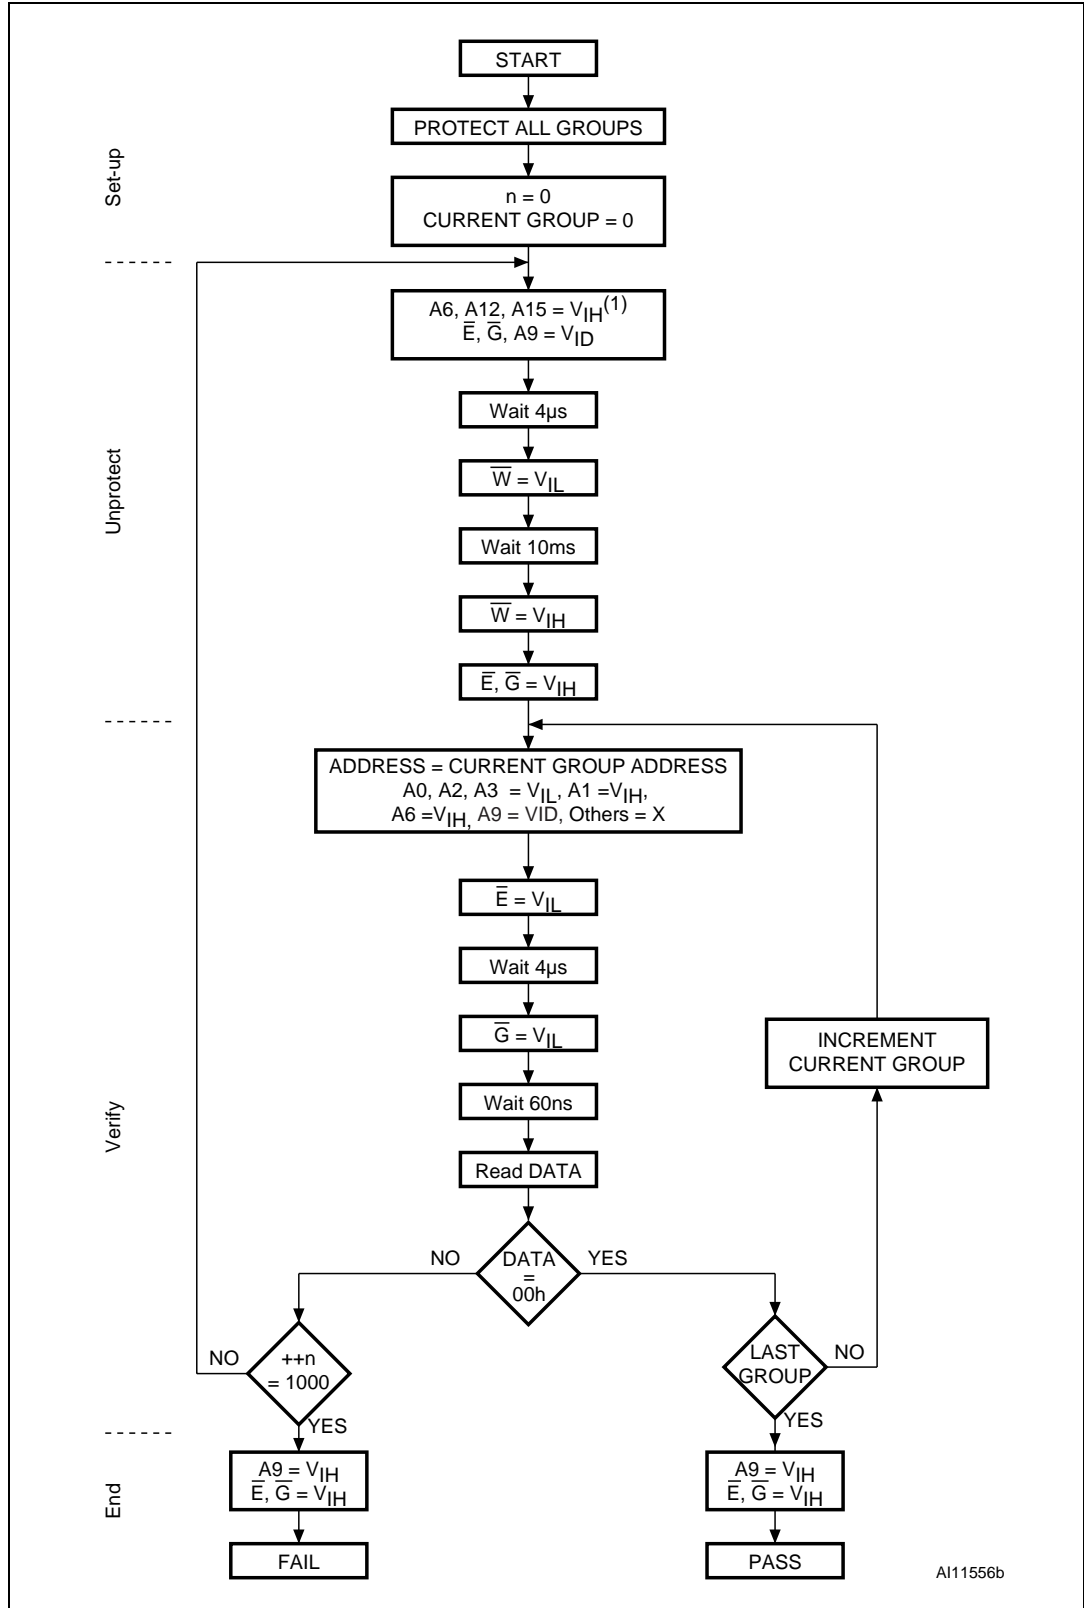 START
PROTECT ALL GROUPS
Set-up
n = 0
CURRENT GROUP = 0
A6, A12, A15 = VIH(1)
E̅, G̅, A9 = VID
Wait 4µs
Unprotect
W̅ = VIL
Wait 10ms
W̅ = VIH
E̅, G̅ = VIH
ADDRESS = CURRENT GROUP ADDRESS
A0, A2, A3 = VIL, A1 =VIH,
A6 =VIH, A9 = VID, Others = X
E̅ = VIL
Wait 4µs
G̅ = VIL
INCREMENT
CURRENT GROUP
Wait 60ns
Verify
Read DATA
NO
DATA
=
00h
YES
NO
++n
= 1000
YES
LAST
GROUP
NO
YES
End
A9 = VIH
E̅, G̅ = VIH
A9 = VIH
E̅, G̅ = VIH
FAIL
PASS
AI11556b